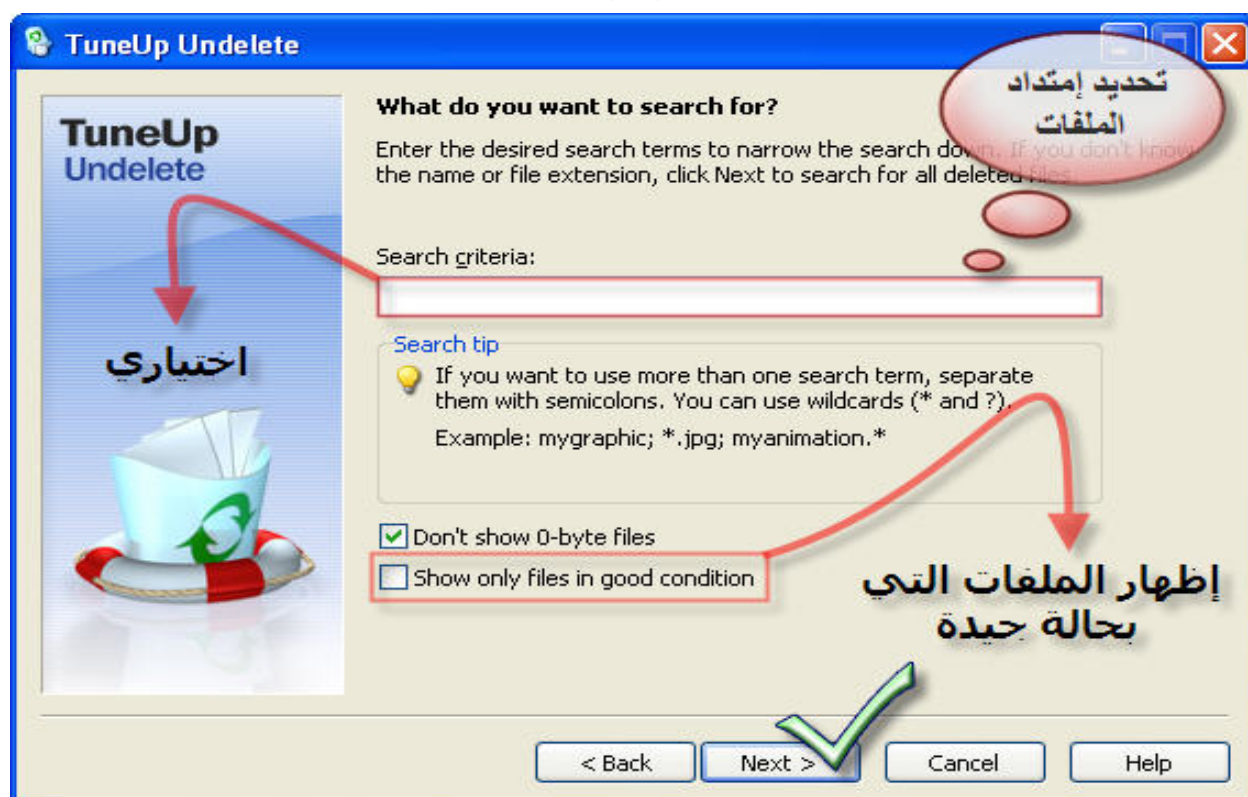 TuneUp Undelete
تحديد إمتداد
الملفات
TuneUp
Undelete
What do you want to search for?
Enter the desired search terms to narrow the search down. If you don't know
the name or file extension, click Next to search for all deleted files
Search criteria:
اختياري
Search tip
If you want to use more than one search term, separate
them with semicolons. You can use wildcards (* and ?).
Example: mygraphic; *.jpg; myanimation.*
Don't show 0-byte files
Show only files in good condition
إظهار الملفات التي
بحالة جيدة
< Back
Next >
Cancel
Help